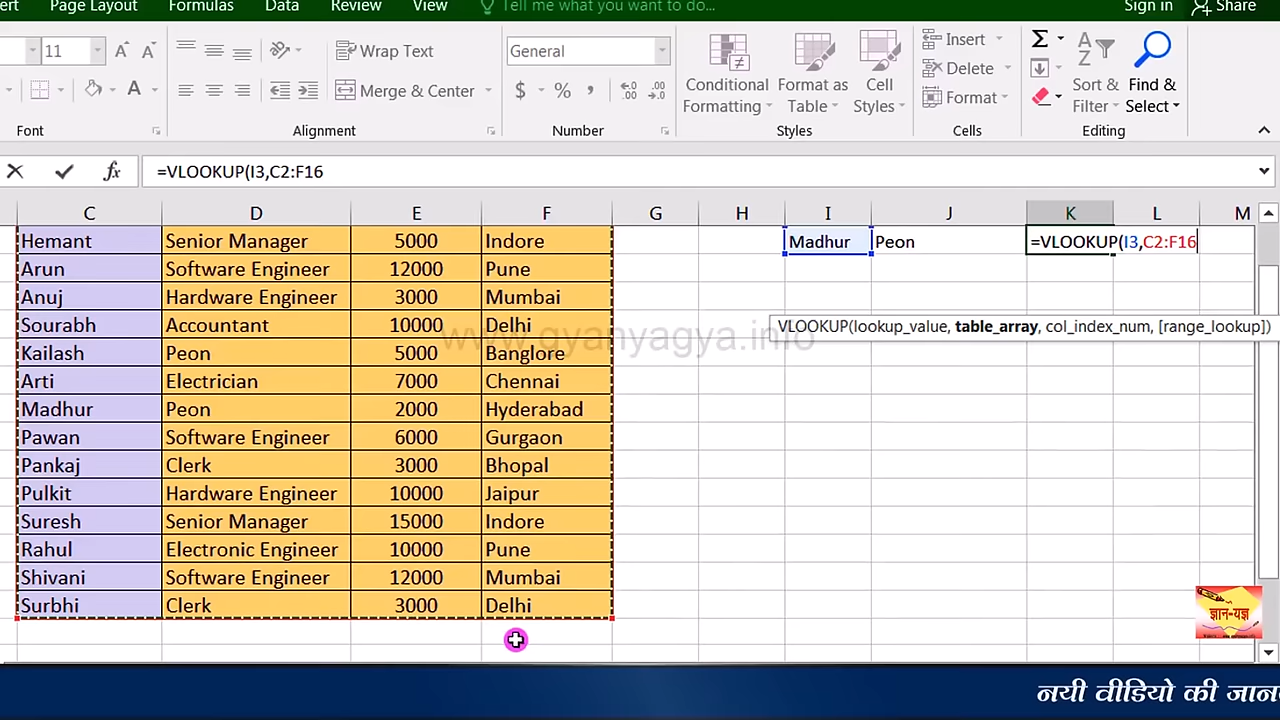 ert Page Layout Formulas Data Review View Tell me what you want to do... Sign in Share
11 A A Wrap Text General Insert Σ
Conditional Formatting Format as Table Cell Styles Delete Sort & Filter Find & Select
A Merge & Center $ % , Format
Font Alignment Number Styles Cells Editing
fx =VLOOKUP(I3,C2:F16
C D E F G H I J K L M
Hemant Senior Manager 5000 Indore Madhur Peon =VLOOKUP(I3,C2:F16
Arun Software Engineer 12000 Pune
Anuj Hardware Engineer 3000 Mumbai
Sourabh Accountant 10000 Delhi VLOOKUP(lookup_value, table_array, col_index_num, [range_lookup])
www.gyanyagya.info
Kailash Peon 5000 Banglore
Arti Electrician 7000 Chennai
Madhur Peon 2000 Hyderabad
Pawan Software Engineer 6000 Gurgaon
Pankaj Clerk 3000 Bhopal
Pulkit Hardware Engineer 10000 Jaipur
Suresh Senior Manager 15000 Indore
Rahul Electronic Engineer 10000 Pune
Shivani Software Engineer 12000 Mumbai
Surbhi Clerk 3000 Delhi
ज्ञान-यज्ञ
नयी वीडियो की जान